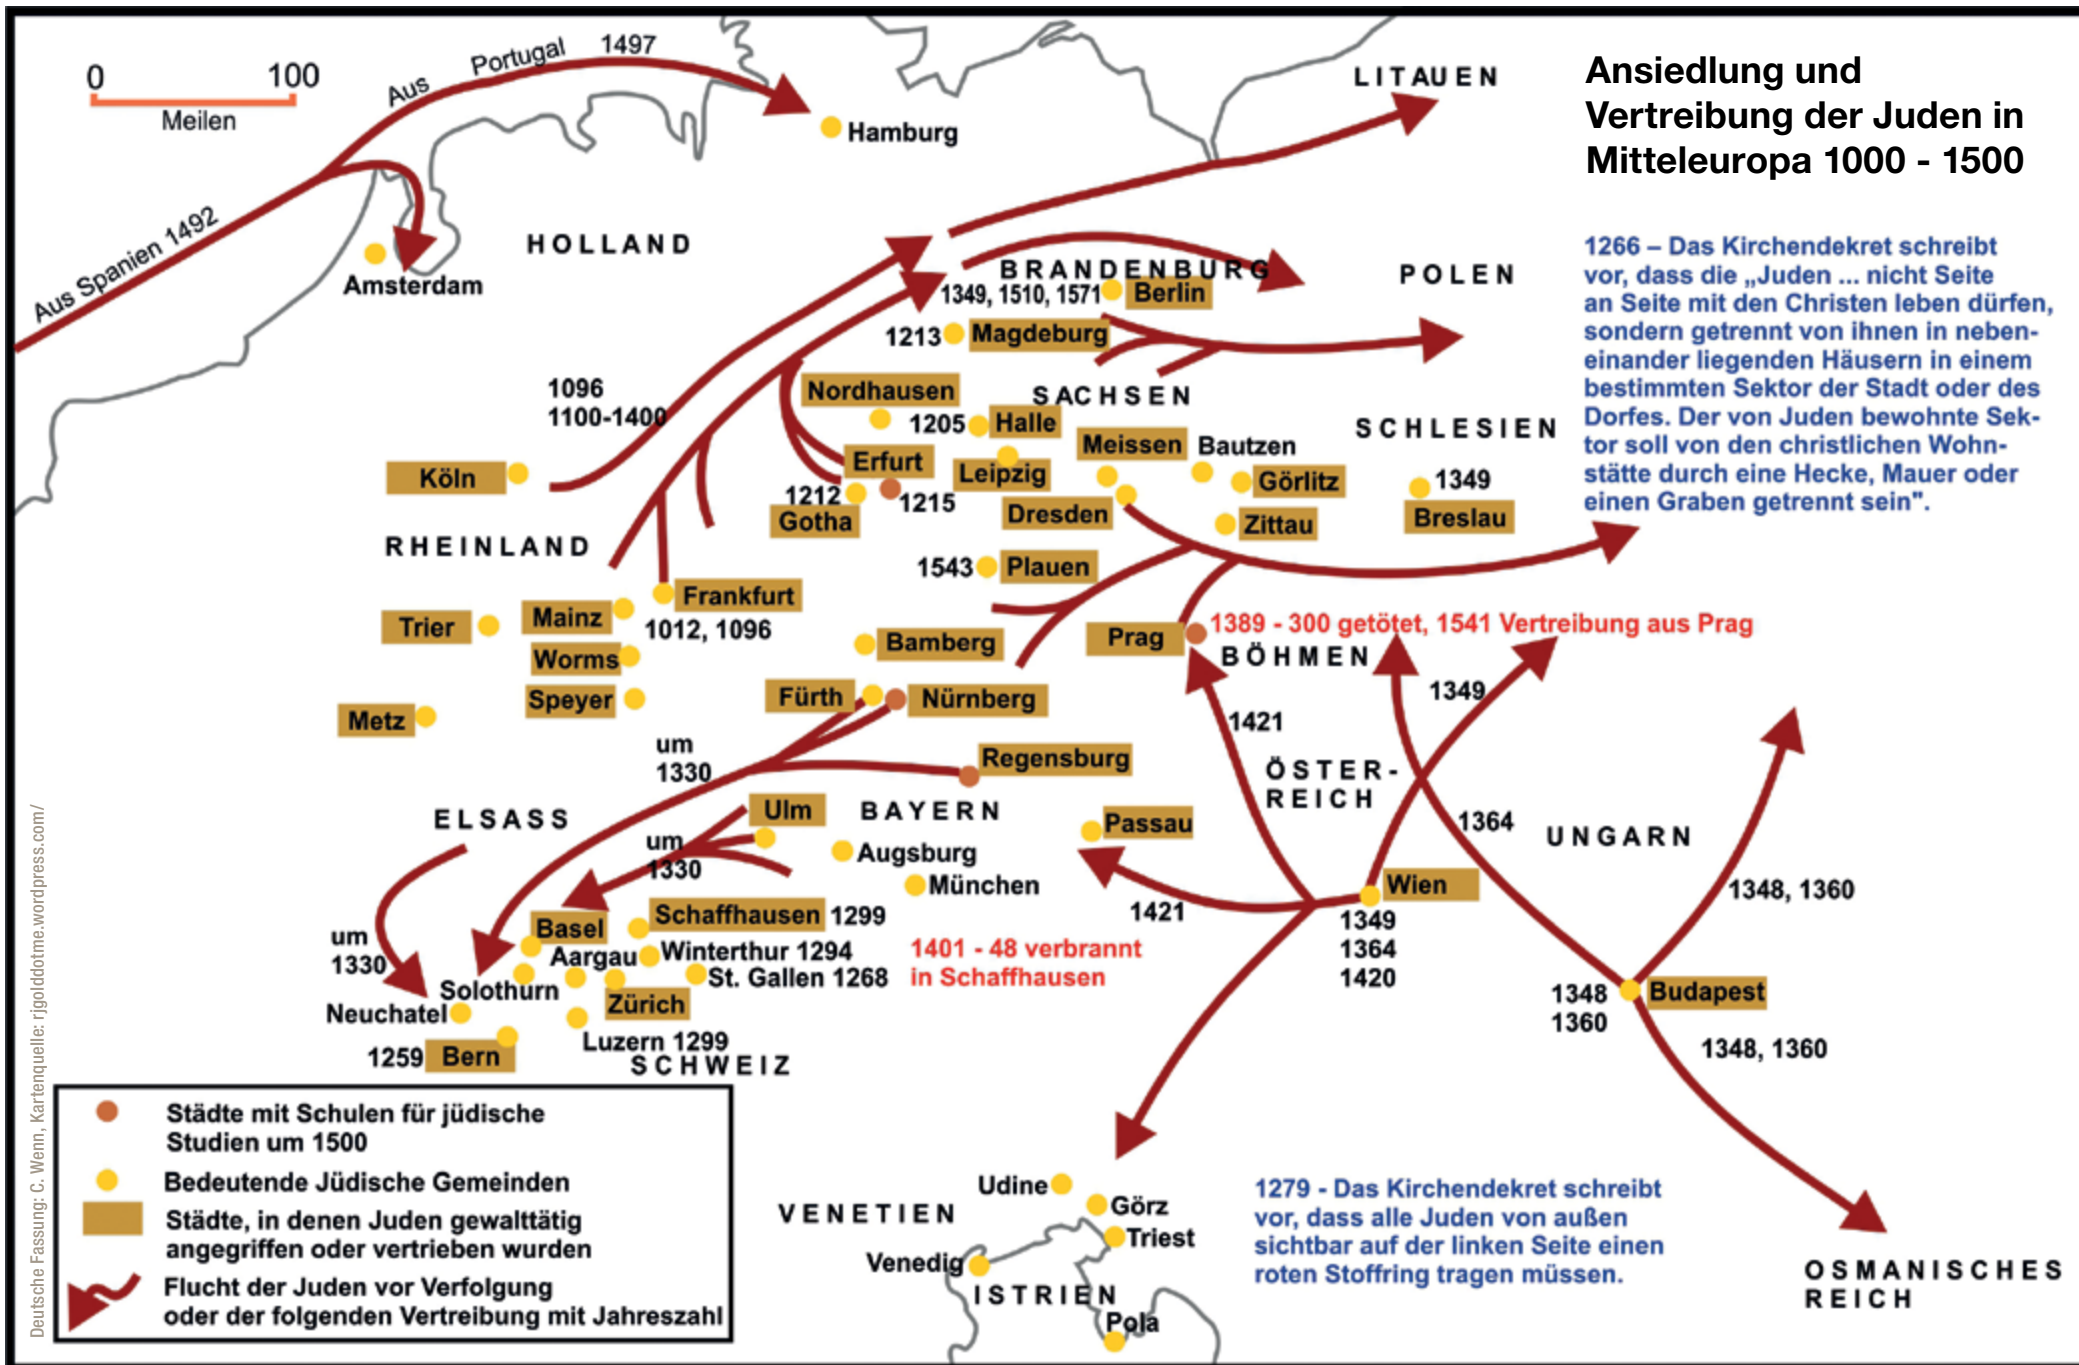 Ansiedlung und
Vertreibung der Juden in
Mitteleuropa 1000 - 1500
0 100
Meilen
Aus Portugal 1497
Aus Spanien 1492
Hamburg
Amsterdam
HOLLAND
LITAUEN
POLEN
BRANDENBURG
1349, 1510, 1571 Berlin
1213 Magdeburg
1266 – Das Kirchendekret schreibt
vor, dass die „Juden ... nicht Seite
an Seite mit den Christen leben dürfen,
sondern getrennt von ihnen in neben-
einander liegenden Häusern in einem
bestimmten Sektor der Stadt oder des
Dorfes. Der von Juden bewohnte Sek-
tor soll von den christlichen Wohn-
stätte durch eine Hecke, Mauer oder
einen Graben getrennt sein".
1096
1100-1400
Nordhausen
SACHSEN
1205 Halle
SCHLESIEN
Meissen
Bautzen
Köln
Erfurt
Leipzig
Görlitz
1349
1212
1215
Gotha
Dresden
Zittau
Breslau
RHEINLAND
1543 Plauen
Frankfurt
Mainz
1012, 1096
Trier
Worms
Speyer
Metz
Bamberg
Prag
1389 - 300 getötet, 1541 Vertreibung aus Prag
BÖHMEN
Fürth
Nürnberg
1349
1421
um
1330
Regensburg
ÖSTER-
REICH
ELSASS
Ulm
BAYERN
Passau
1364
UNGARN
um
1330
Augsburg
München
Wien
1348, 1360
1421
1349
1364
1420
Schaffhausen 1299
Basel
Aargau
Winterthur 1294
St. Gallen 1268
1401 - 48 verbrannt
in Schaffhausen
um
1330
Solothurn
Zürich
Neuchatel
Luzern 1299
1259 Bern
SCHWEIZ
1348
1360
Budapest
1348, 1360
Städte mit Schulen für jüdische
Studien um 1500
Bedeutende Jüdische Gemeinden
Städte, in denen Juden gewalttätig
angegriffen oder vertrieben wurden
Flucht der Juden vor Verfolgung
oder der folgenden Vertreibung mit Jahreszahl
Udine
Görz
VENETIEN
Triest
Venedig
ISTRIEN
Pola
1279 - Das Kirchendekret schreibt
vor, dass alle Juden von außen
sichtbar auf der linken Seite einen
roten Stoffring tragen müssen.
OSMANISCHES
REICH
Deutsche Fassung: C. Wenn, Kartenquelle: rjgolddotme.wordpress.com/